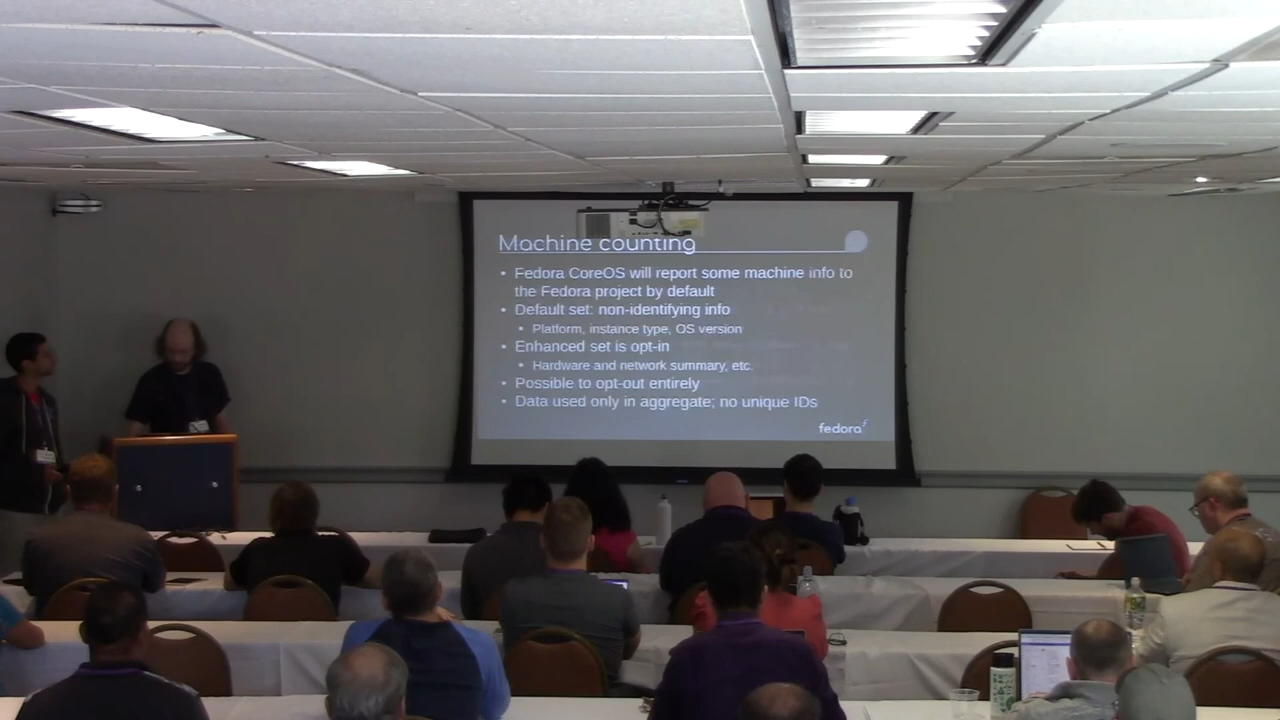 Machine counting
• Fedora CoreOS will report some machine info to
the Fedora project by default
• Default set: non-identifying info
• Platform, instance type, OS version
• Enhanced set is opt-in
• Hardware and network summary, etc.
• Possible to opt-out entirely
• Data used only in aggregate; no unique IDs
fedora